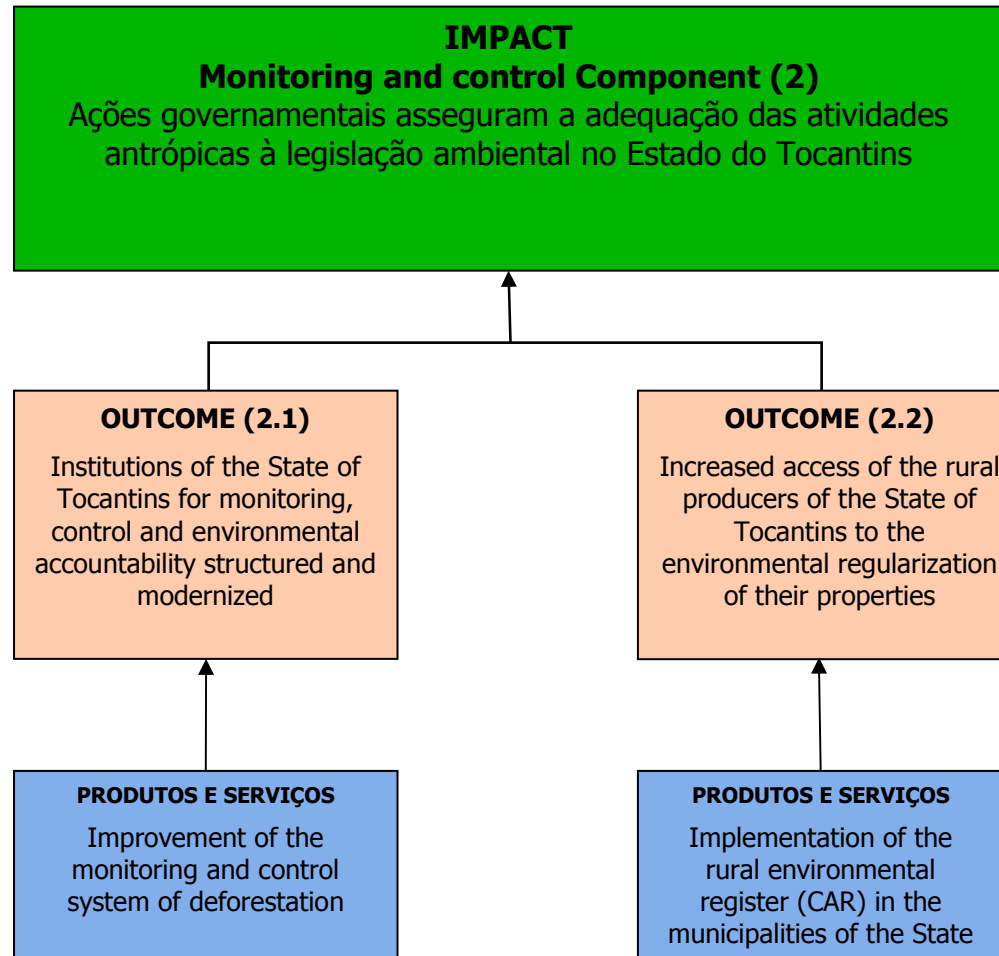 IMPACT
Monitoring and control Component (2)
Ações governamentais asseguram a adequação das atividades
antrópicas à legislação ambiental no Estado do Tocantins
OUTCOME (2.1)
Institutions of the State of
Tocantins for monitoring,
control and environmental
accountability structured and
modernized
OUTCOME (2.2)
Increased access of the rural
producers of the State of
Tocantins to the
environmental regularization
of their properties
PRODUTOS E SERVIÇOS
Improvement of the
monitoring and control
system of deforestation
PRODUTOS E SERVIÇOS
Implementation of the
rural environmental
register (CAR) in the
municipalities of the State